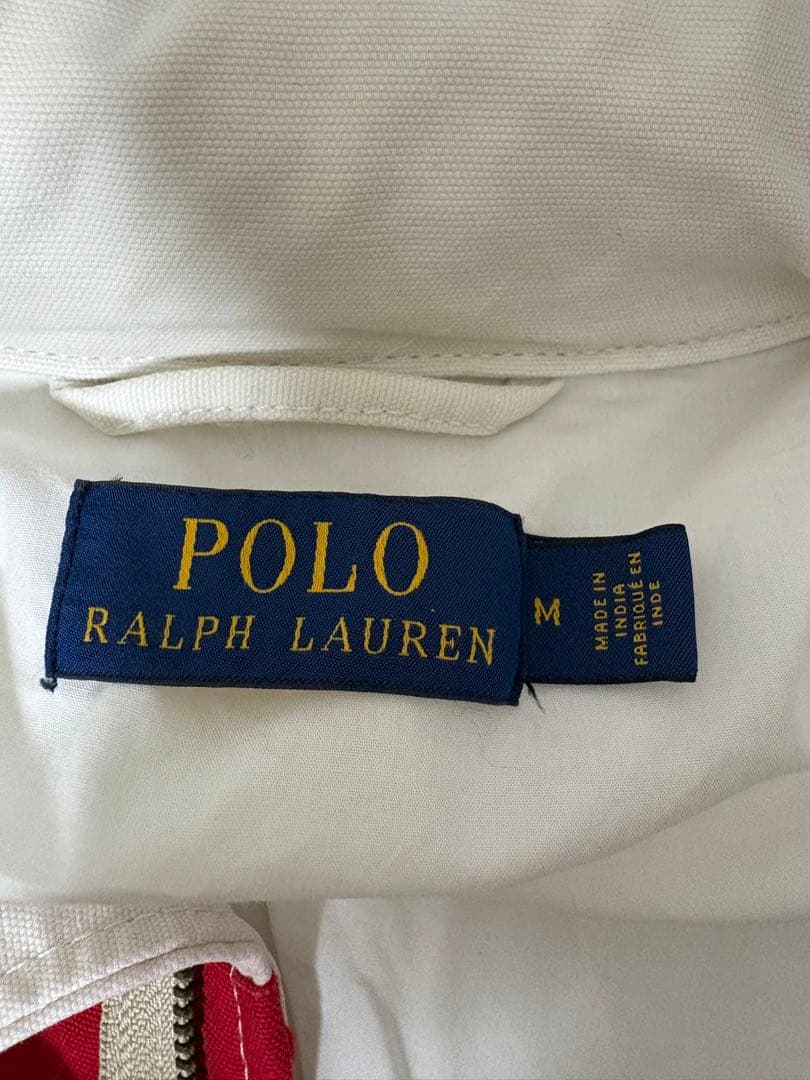 POLO
RALPH LAUREN
M
MADE IN
INDIA
FABRIQUÉ EN
INDE